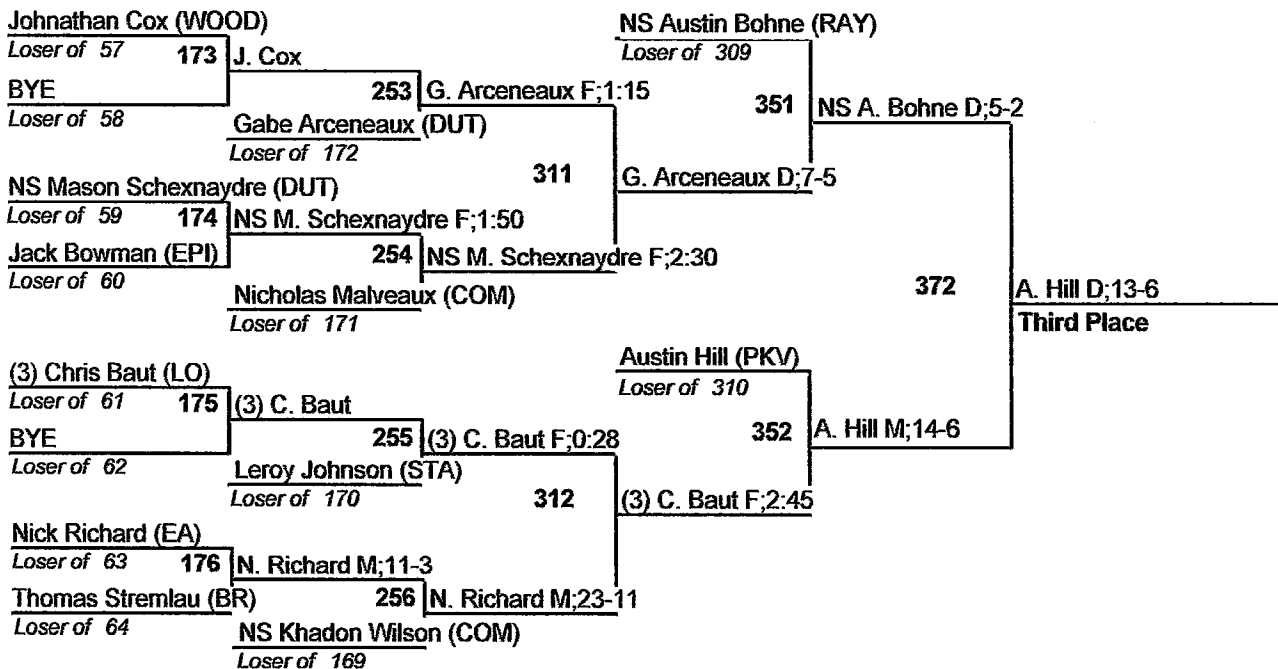 Johnathan Cox (WOOD)
Loser of 57
173
J. Cox
BYE
Loser of 58
253
G. Arceneaux F;1:15
Gabe Arceneaux (DUT)
Loser of 172
NS Mason Schexnaydre (DUT)
Loser of 59
174
NS M. Schexnaydre F;1:50
Jack Bowman (EPI)
Loser of 60
254
NS M. Schexnaydre F;2:30
Nicholas Malveaux (COM)
Loser of 171
311
G. Arceneaux D;7-5
NS Austin Bohne (RAY)
Loser of 309
351
NS A. Bohne D;5-2
(3) Chris Baut (LO)
Loser of 61
175
(3) C. Baut
BYE
Loser of 62
255
(3) C. Baut F;0:28
Leroy Johnson (STA)
Loser of 170
Nick Richard (EA)
Loser of 63
176
N. Richard M;11-3
Thomas Stremlau (BR)
Loser of 64
256
N. Richard M;23-11
NS Khadon Wilson (COM)
Loser of 169
312
(3) C. Baut F;2:45
Austin Hill (PKV)
Loser of 310
352
A. Hill M;14-6
372
A. Hill D;13-6
Third Place